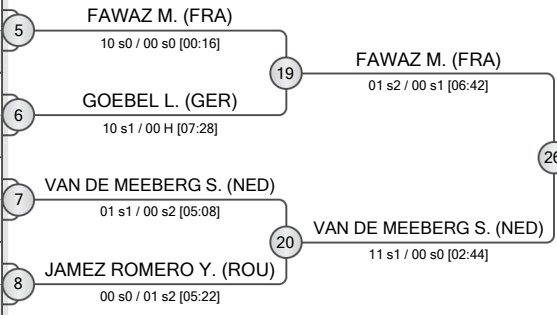 FAWAZ M. (FRA)
5
10 s0 / 00 s0 [00:16]
19
FAWAZ M. (FRA)
01 s2 / 00 s1 [06:42]
GOEBEL L. (GER)
6
10 s1 / 00 H [07:28]
26
VAN DE MEEBERG S. (NED)
7
01 s1 / 00 s2 [05:08]
20
VAN DE MEEBERG S. (NED)
11 s1 / 00 s0 [02:44]
JAMEZ ROMERO Y. (ROU)
8
00 s0 / 01 s2 [05:22]